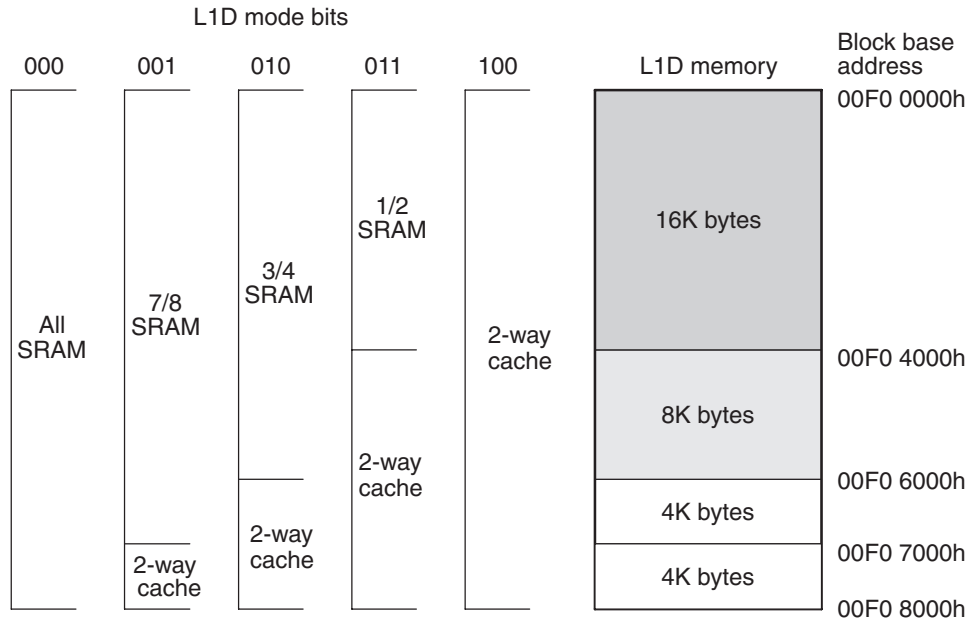 L1D mode bits
000 001 010 011 100 L1D memory
Block base
address
00F0 0000h
1/2
SRAM
16K bytes
3/4
SRAM
7/8
SRAM
All
SRAM
2-way
cache
00F0 4000h
8K bytes
2-way
cache
00F0 6000h
4K bytes
2-way
cache
00F0 7000h
2-way
cache
4K bytes
00F0 8000h